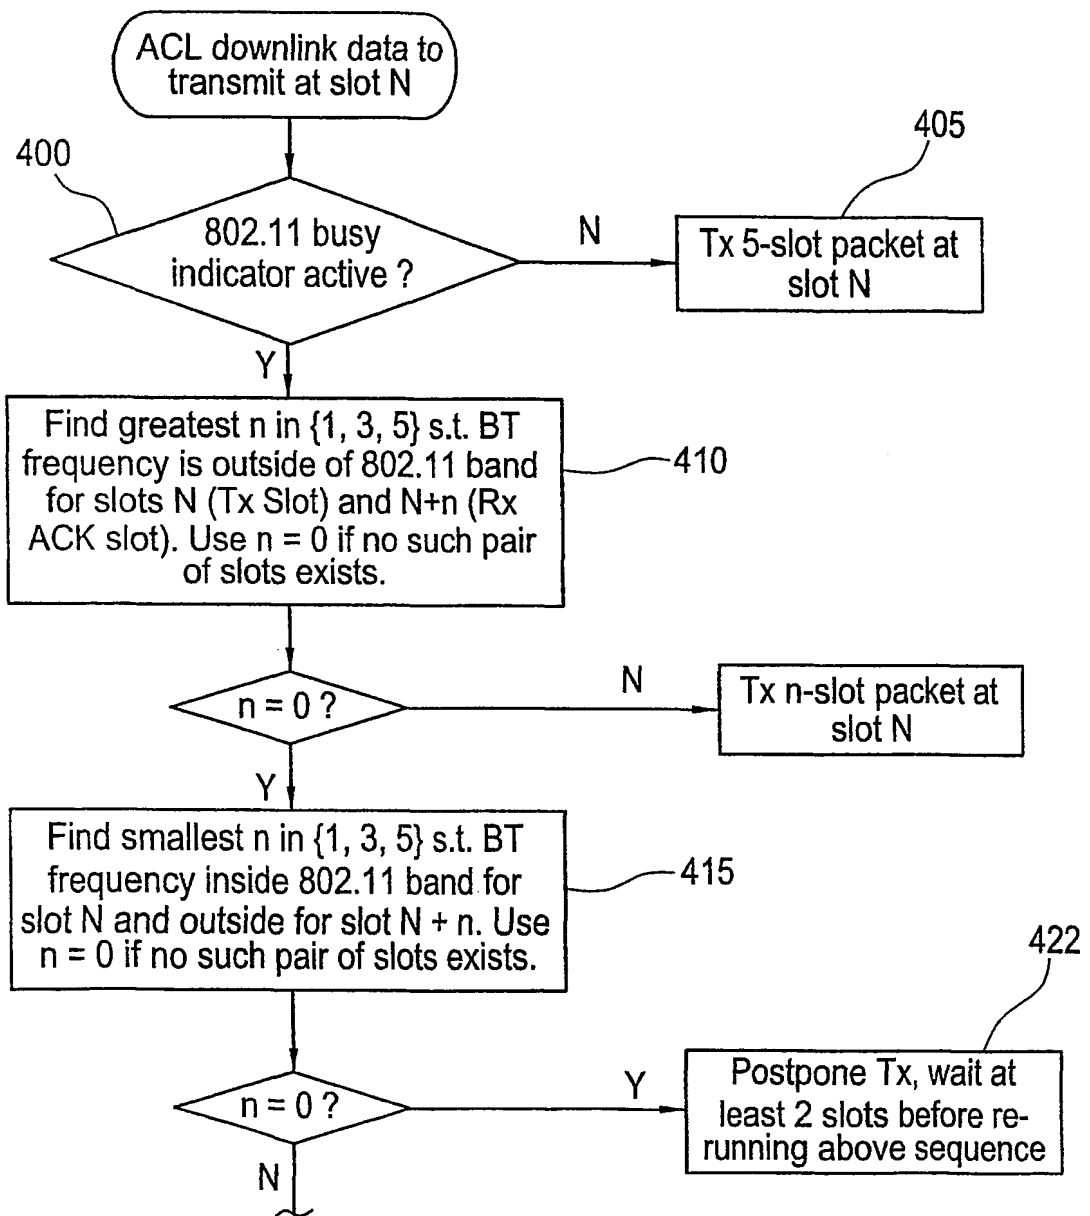 ACL downlink data to
transmit at slot N
400
405
802.11 busy
indicator active ?
N
Tx 5-slot packet at
slot N
Y
Find greatest n in {1, 3, 5} s.t. BT
frequency is outside of 802.11 band
for slots N (Tx Slot) and N+n (Rx
ACK slot). Use n = 0 if no such pair
of slots exists.
410
n = 0 ?
N
Tx n-slot packet at
slot N
Y
Find smallest n in {1, 3, 5} s.t. BT
frequency inside 802.11 band for
slot N and outside for slot N + n. Use
n = 0 if no such pair of slots exists.
415
422
n = 0 ?
Y
Postpone Tx, wait at
least 2 slots before re-
running above sequence
N